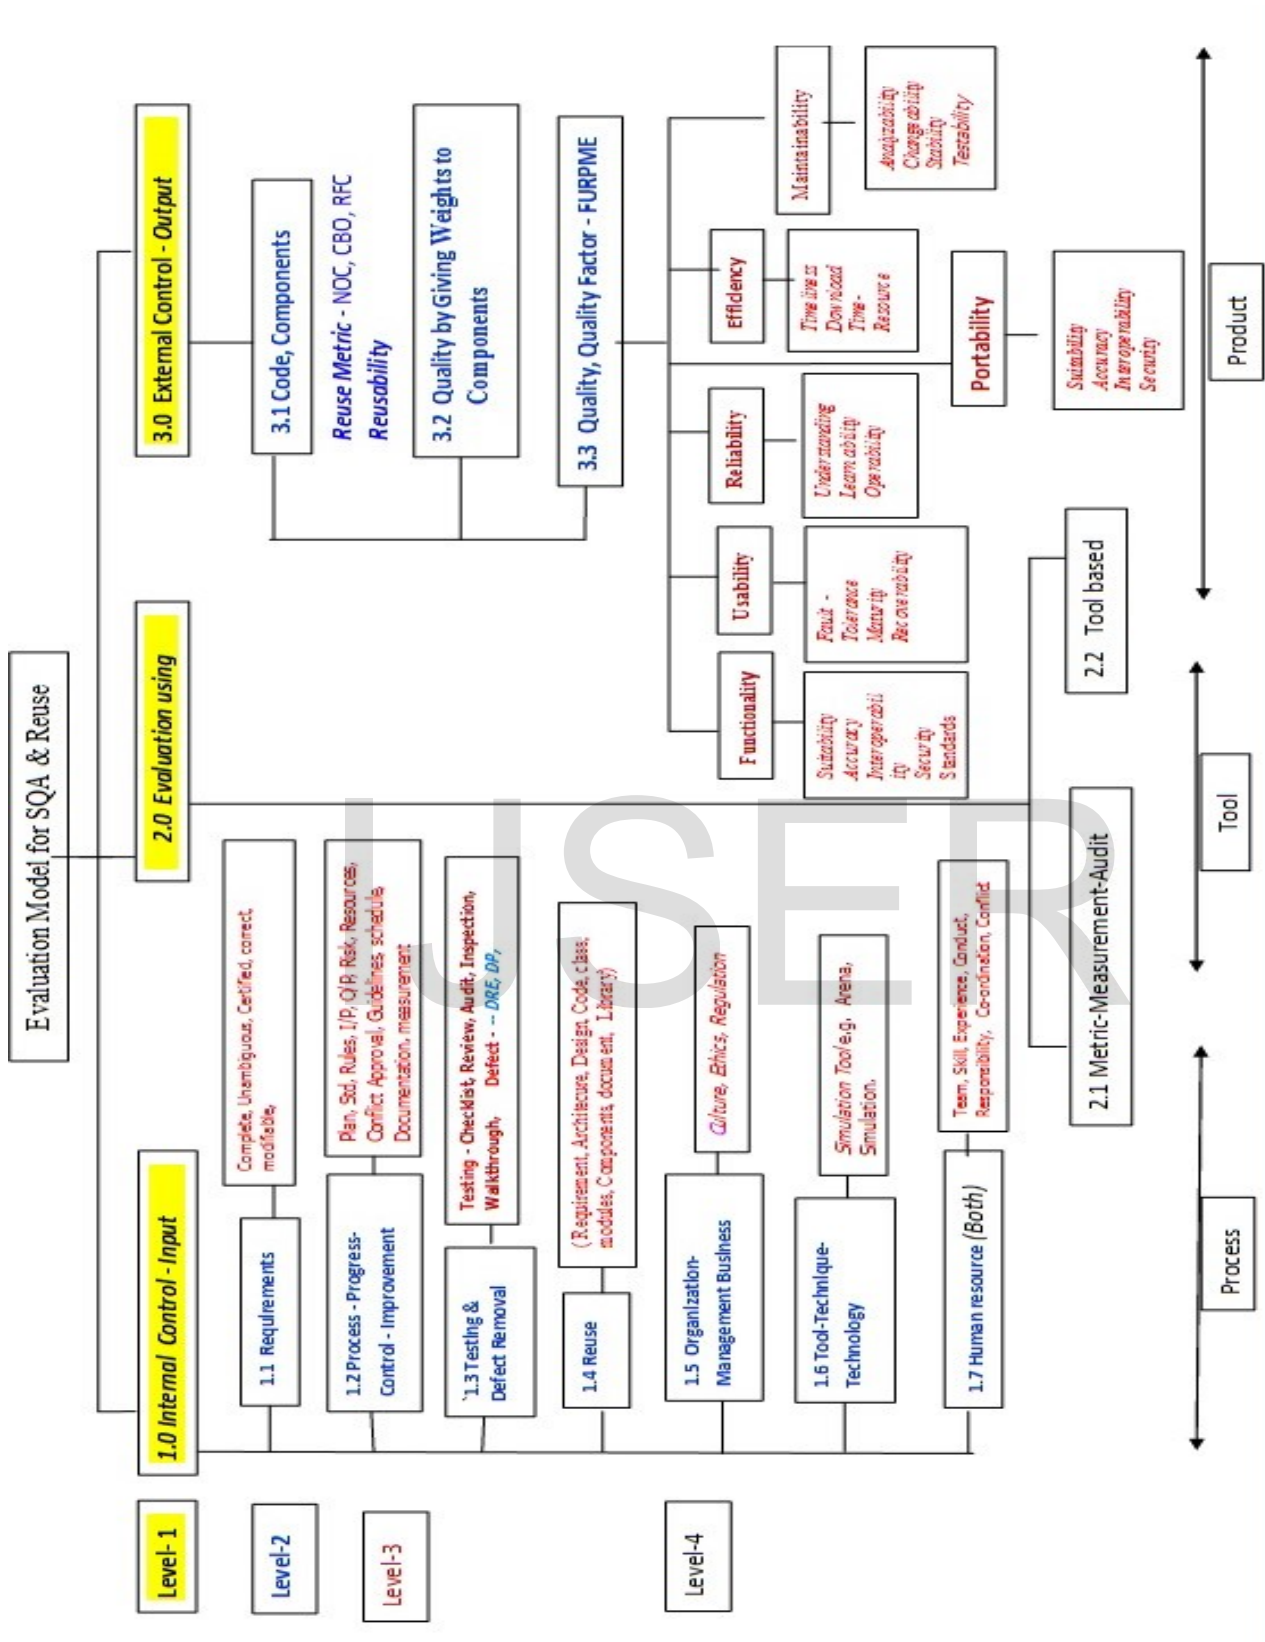 Evaluation Model for SQA & Reuse
Level- 1
1.0 Internal Control - Input
2.0 Evaluation using
3.0 External Control - Output
Level-2
Level-3
Level-4
1.1 Requirements
Complete, Unambiguous, Certified, correct,
modifiable,
1.2 Process - Progress-
Control - Improvement
Plan, Std, Rules, I/P, O/P, Risk, Resources,
Conflict Approval, Guidelines, schedule,
Documentation, measurement
`1.3 Testing &
Defect Removal
Testing - Checklist, Review, Audit, Inspection,
Walkthrough, Defect - -- DRE, DP,
1.4 Reuse
( Requirement, Architecure, Design, Code, class,
modules, Components, document, Library)
1.5 Organization-
Management Business
Culture, Ethics, Regulation
1.6 Tool-Technique-
Technology
Simulation Tool e.g. Arena,
Simulation.
1.7 Human resource (Both)
Team, Skill, Experience, Conduct,
Responsibility, Co-ordination, Conflict
2.1 Metric-Measurement-Audit
2.2 Tool based
3.1 Code, Components
Reuse Metric - NOC, CBO, RFC
Reusability
3.2 Quality by Giving Weights to
Components
3.3 Quality, Quality Factor - FURPME
Functionality
Suitability
Accuracy
Interoperabil
ity
Security
Standards
Usability
Fault -
Tolerance
Maturity
Recoverability
Reliability
Understanding
Learnability
Operability
Efficiency
Timeliness
Download
Time-
Resource
Portability
Suitability
Accuracy
Interoperability
Security
Maintainability
Analyzability
Changeability
Stability
Testability
Process
Tool
Product
IJSER